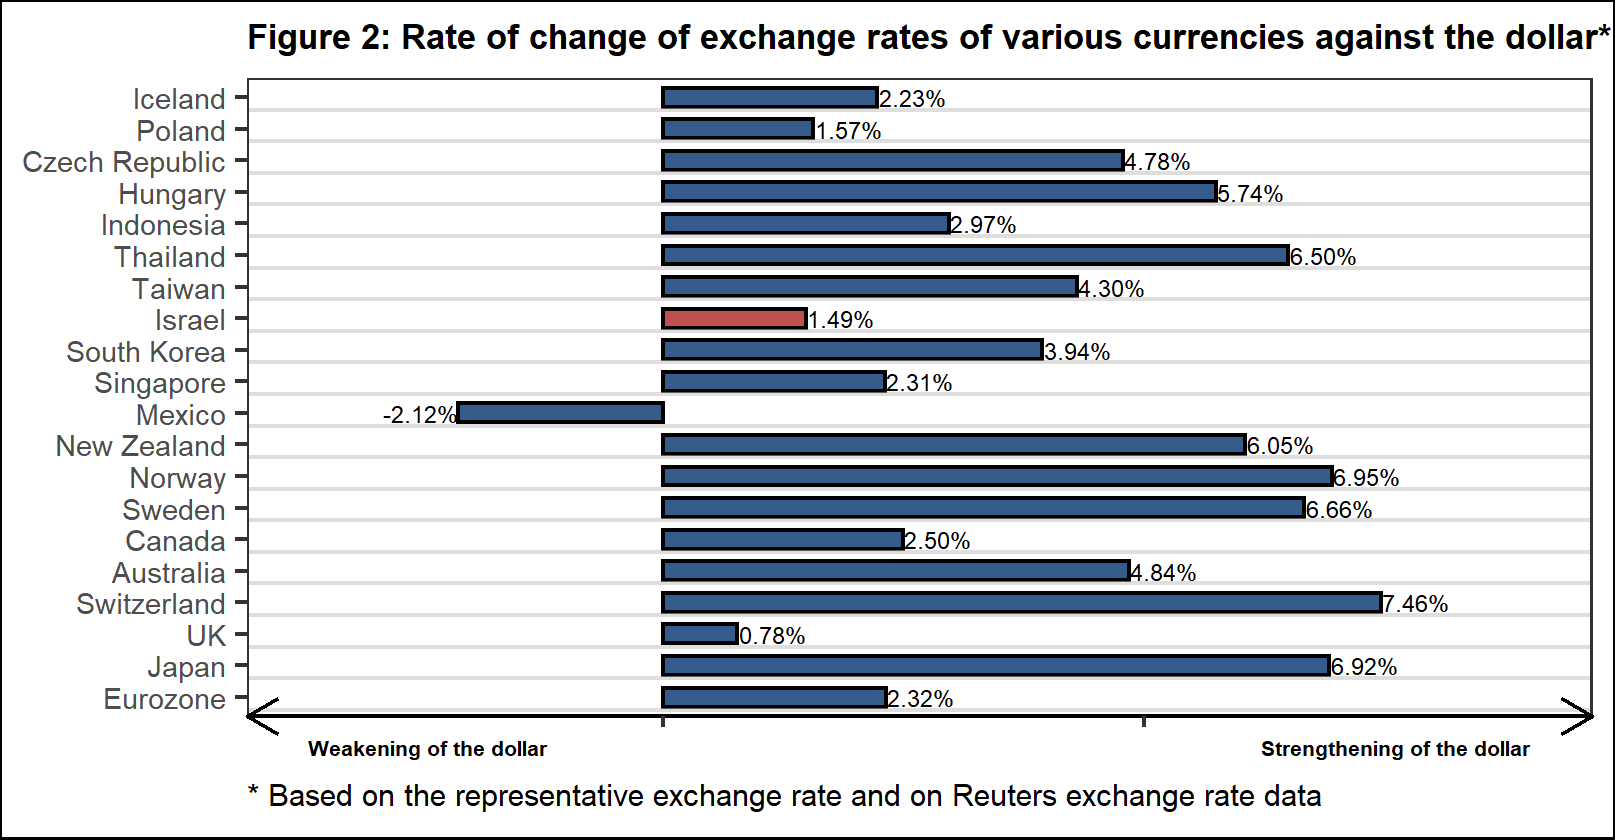 Figure 2: Rate of change of exchange rates of various currencies against the dollar*
Iceland 2.23%
Poland 1.57%
Czech Republic 4.78%
Hungary 5.74%
Indonesia 2.97%
Thailand 6.50%
Taiwan 4.30%
Israel 1.49%
South Korea 3.94%
Singapore 2.31%
Mexico -2.12%
New Zealand 6.05%
Norway 6.95%
Sweden 6.66%
Canada 2.50%
Australia 4.84%
Switzerland 7.46%
UK 0.78%
Japan 6.92%
Eurozone 2.32%
Weakening of the dollar Strengthening of the dollar
* Based on the representative exchange rate and on Reuters exchange rate data